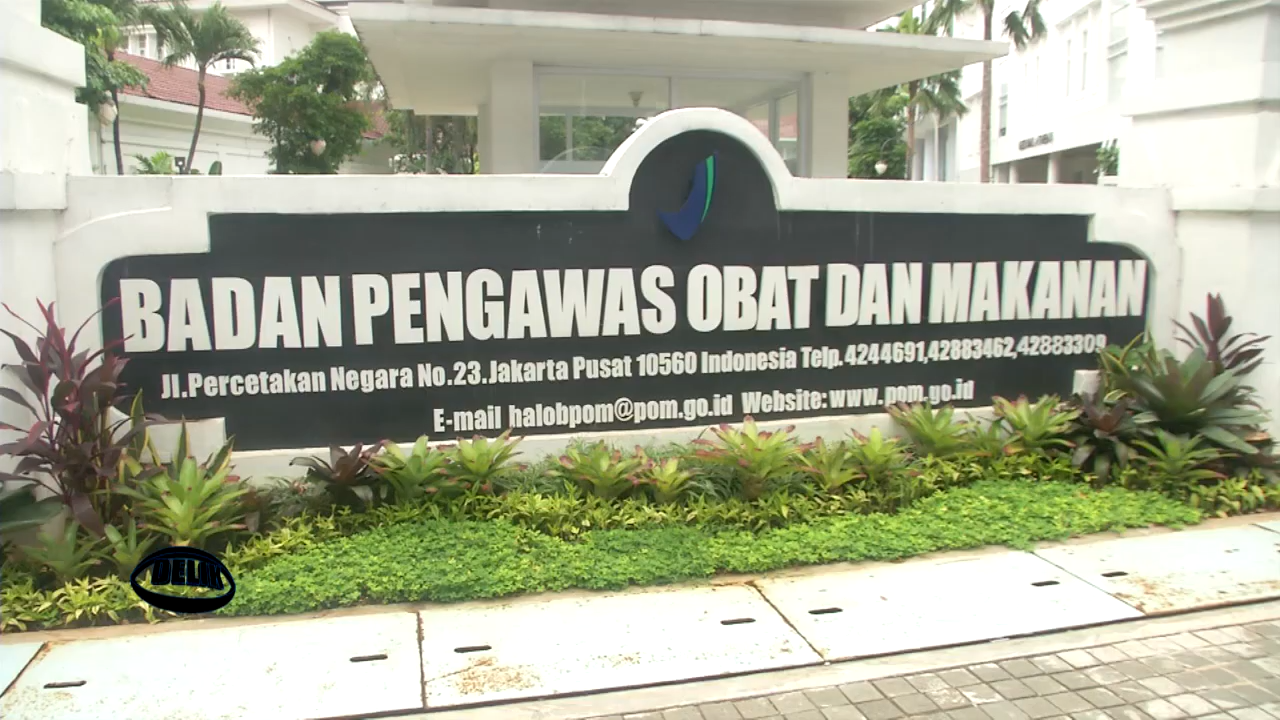 BADAN PENGAWAS OBAT DAN MAKANAN
Jl.Percetakan Negara No.23.Jakarta Pusat 10560 Indonesia Telp. 4244691,42883462,42883309
E-mail halobpom@pom.go.id Website: www.pom.go.id